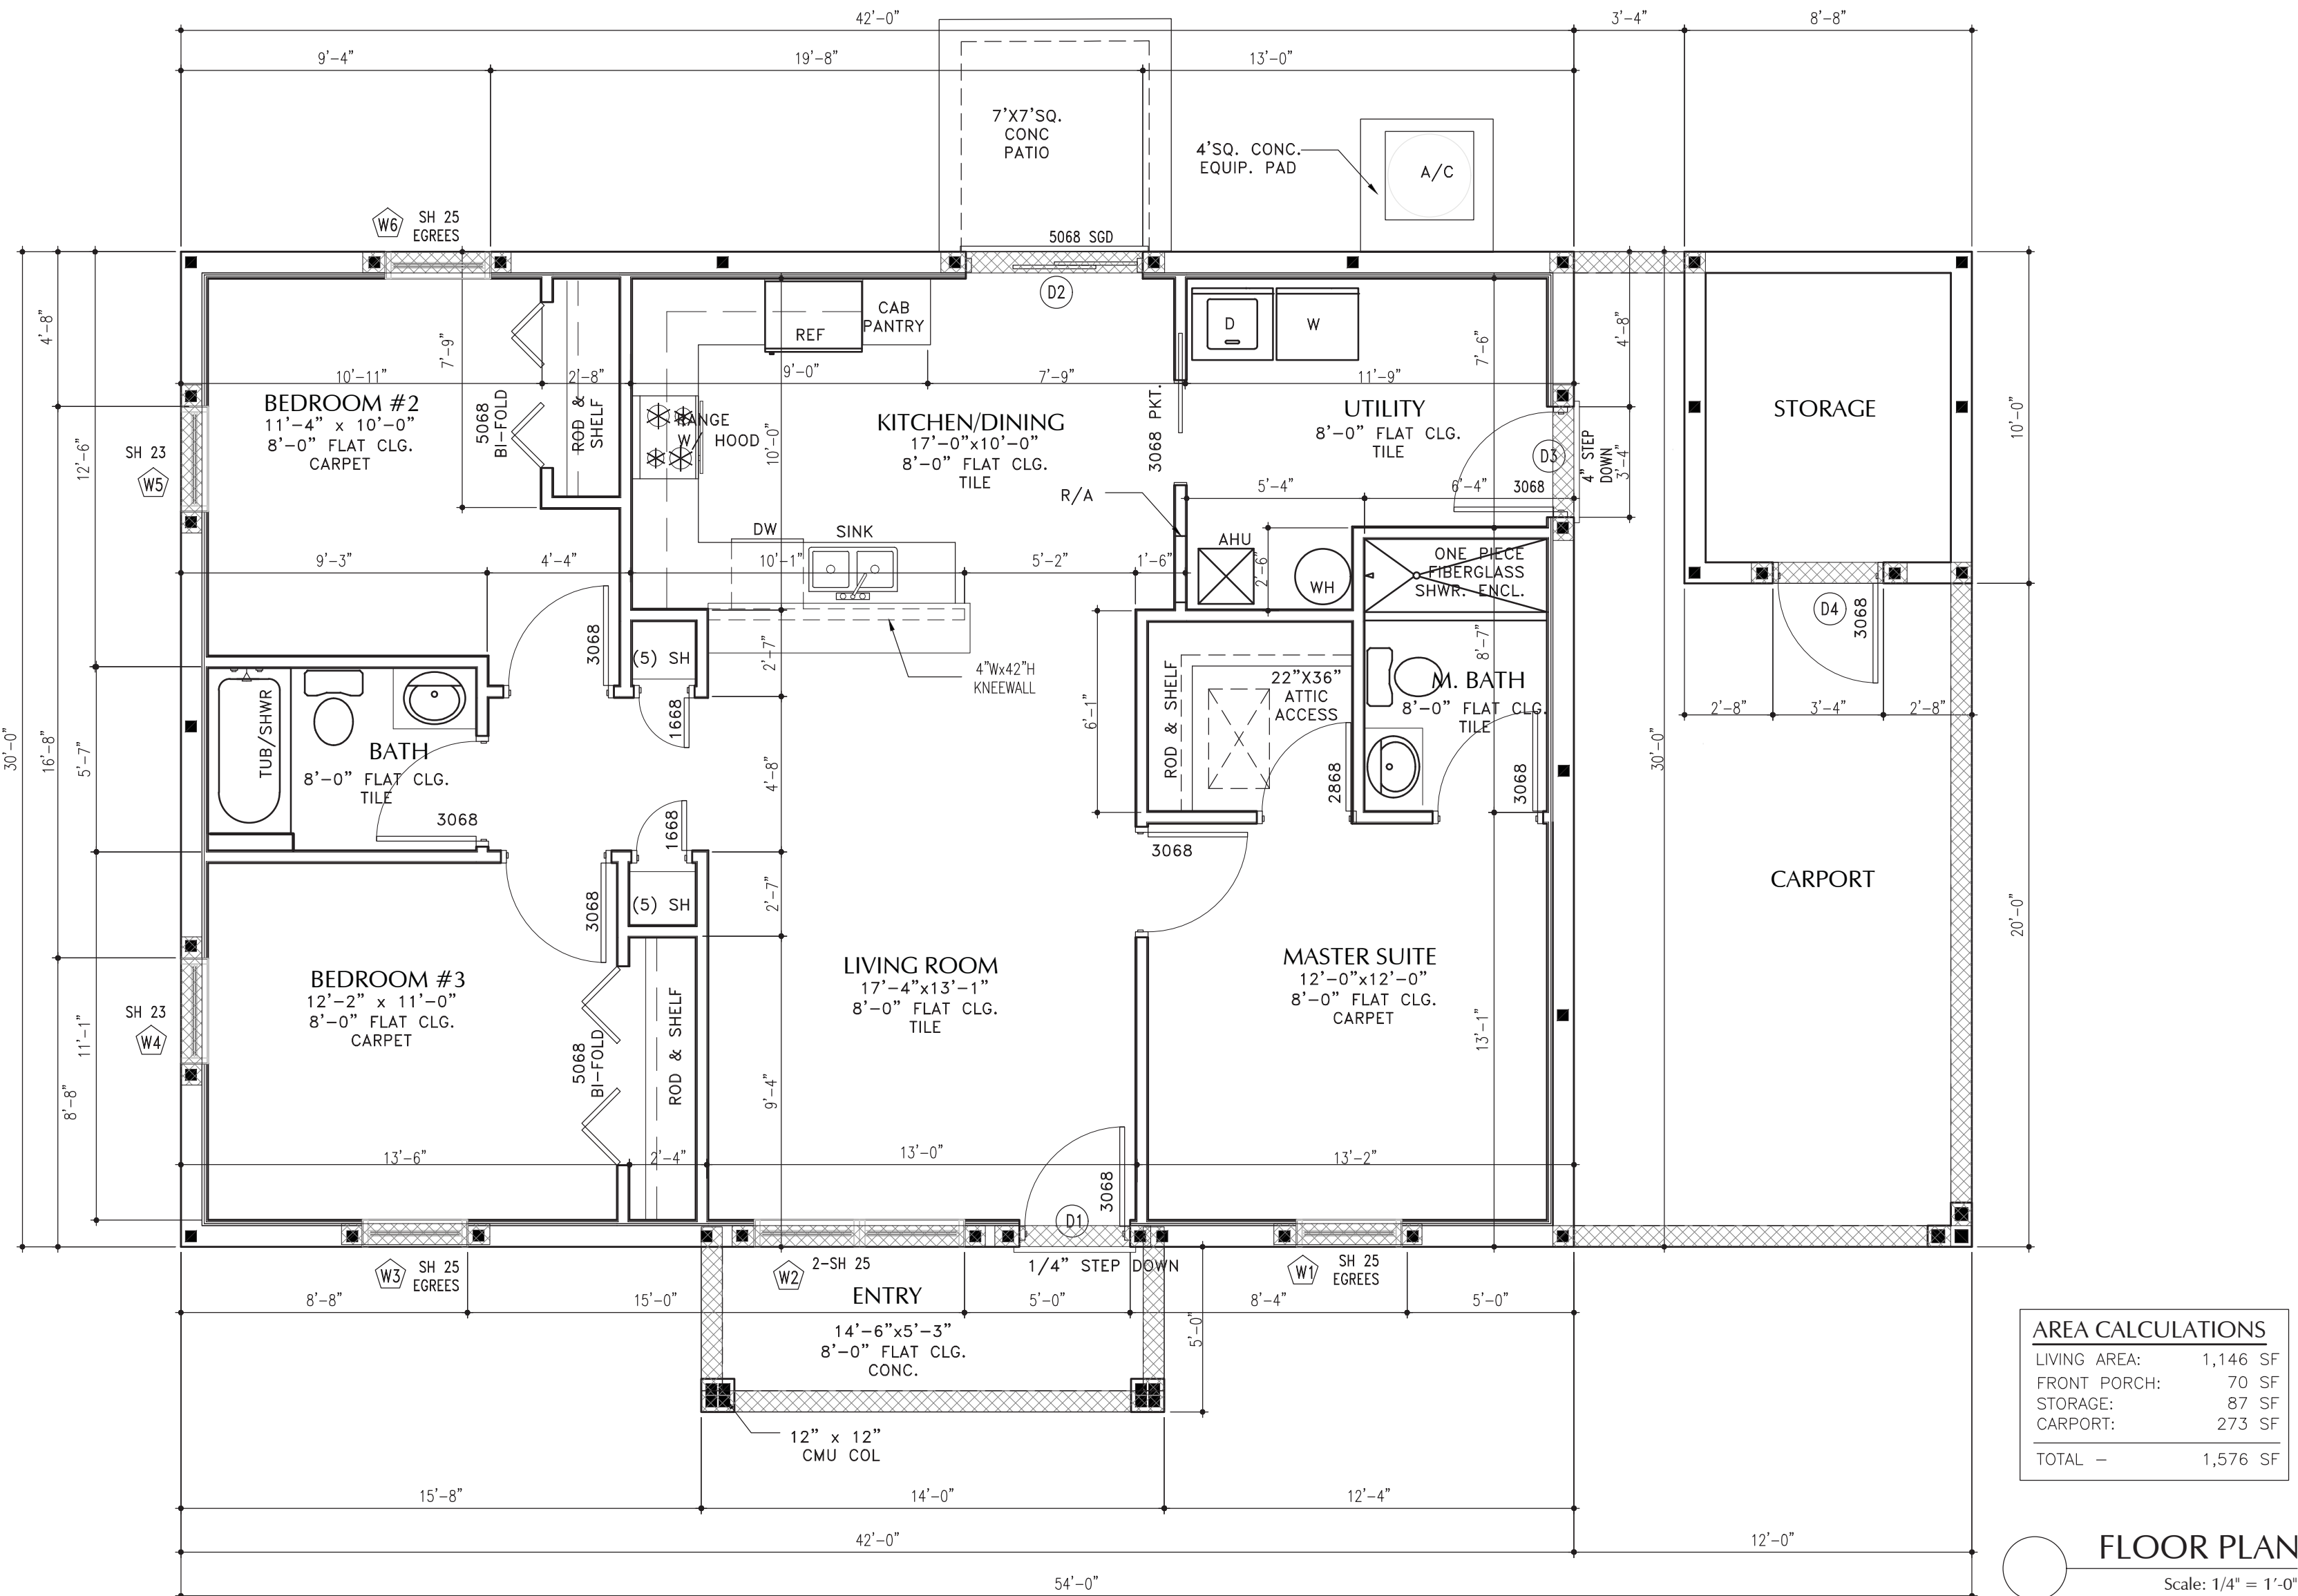 42'-0"
3'-4"
8'-8"
9'-4"
19'-8"
13'-0"
7'X7'SQ.
CONC
PATIO
4'SQ. CONC.
EQUIP. PAD
A/C
W6
SH 25
EGREES
5068 SGD
D2
REF
CAB
PANTRY
D
W
4'-8"
7'-9"
7'-6"
4'-8"
10'-11"
2'-8"
9'-0"
7'-9"
11'-9"
BEDROOM #2
11'-4" x 10'-0"
8'-0" FLAT CLG.
CARPET
5068
BI-FOLD
ROD &
SHELF
RANGE
W/ HOOD
10'-0"
KITCHEN/DINING
17'-0"x10'-0"
8'-0" FLAT CLG.
TILE
3068 PKT.
UTILITY
8'-0" FLAT CLG.
TILE
STORAGE
10'-0"
12'-6"
SH 23
W5
D3
4" STEP
DOWN
3'-4"
R/A
5'-4"
6'-4"
3068
DW
SINK
AHU
2'-6"
WH
ONE PIECE
FIBERGLASS
SHWR. ENCL.
9'-3"
4'-4"
10'-1"
5'-2"
1'-6"
D4
3068
3068
(5) SH
2'-7"
4"Wx42"H
KNEEWALL
8'-7"
ROD & SHELF
22"X36"
ATTIC
ACCESS
M. BATH
8'-0" FLAT CLG.
TILE
2'-8"
3'-4"
2'-8"
30'-0"
16'-8"
5'-7"
TUB/SHWR
BATH
8'-0" FLAT CLG.
TILE
3068
1668
6'-1"
4'-8"
2868
3068
30'-0"
1668
3068
CARPORT
3068
(5) SH
2'-7"
20'-0"
BEDROOM #3
12'-2" x 11'-0"
8'-0" FLAT CLG.
CARPET
LIVING ROOM
17'-4"x13'-1"
8'-0" FLAT CLG.
TILE
MASTER SUITE
12'-0"x12'-0"
8'-0" FLAT CLG.
CARPET
SH 23
W4
11'-1"
8'-8"
5068
BI-FOLD
ROD & SHELF
9'-4"
13'-1"
13'-6"
2'-4"
13'-0"
13'-2"
3068
D1
W3
SH 25
EGREES
W2
2-SH 25
1/4" STEP DOWN
W1
SH 25
EGREES
8'-8"
15'-0"
ENTRY
5'-0"
8'-4"
5'-0"
14'-6"x5'-3"
8'-0" FLAT CLG.
CONC.
5'-0"
12" x 12"
CMU COL
AREA CALCULATIONS
LIVING AREA: 1,146 SF
FRONT PORCH: 70 SF
STORAGE: 87 SF
CARPORT: 273 SF
TOTAL – 1,576 SF
15'-8"
14'-0"
12'-4"
42'-0"
12'-0"
54'-0"
FLOOR PLAN
Scale: 1/4" = 1'-0"